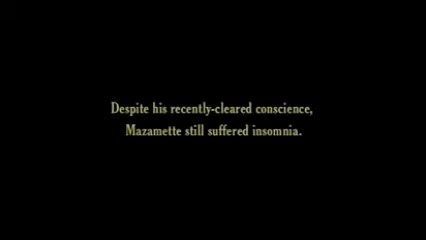 Despite his recently-cleared conscience,
Mazamette still suffered insomnia.